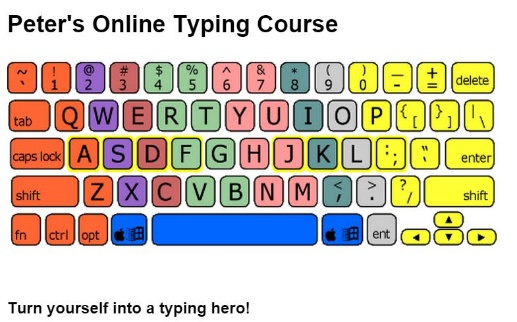 Peter's Online Typing Course
~ ` ! 1 @ 2 # 3 $ 4 % 5 ^ 6 & 7 * 8 ( 9 ) 0 — - + = delete
tab Q W E R T Y U I O P { [ } ] | \
caps lock A S D F G H J K L : ; " ' enter
shift Z X C V B N M < , > . ? / shift
fn ctrl opt ent
Turn yourself into a typing hero!